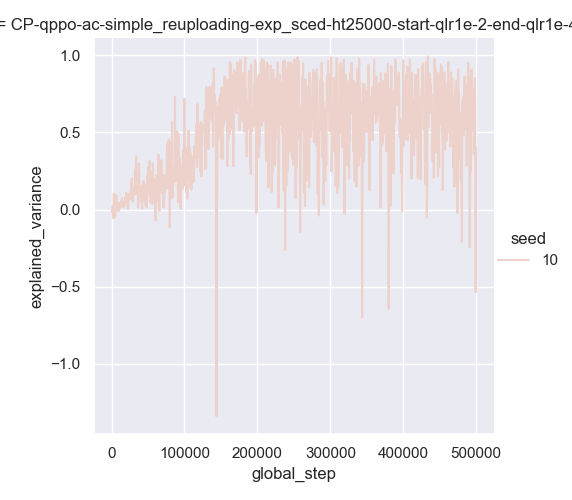 = CP-qppo-ac-simple_reuploading-exp_sced-ht25000-start-qlr1e-2-end-qlr1e-4
1.0
0.5
0.0
−0.5
−1.0
explained_variance
seed
10
0 100000 200000 300000 400000 500000
global_step